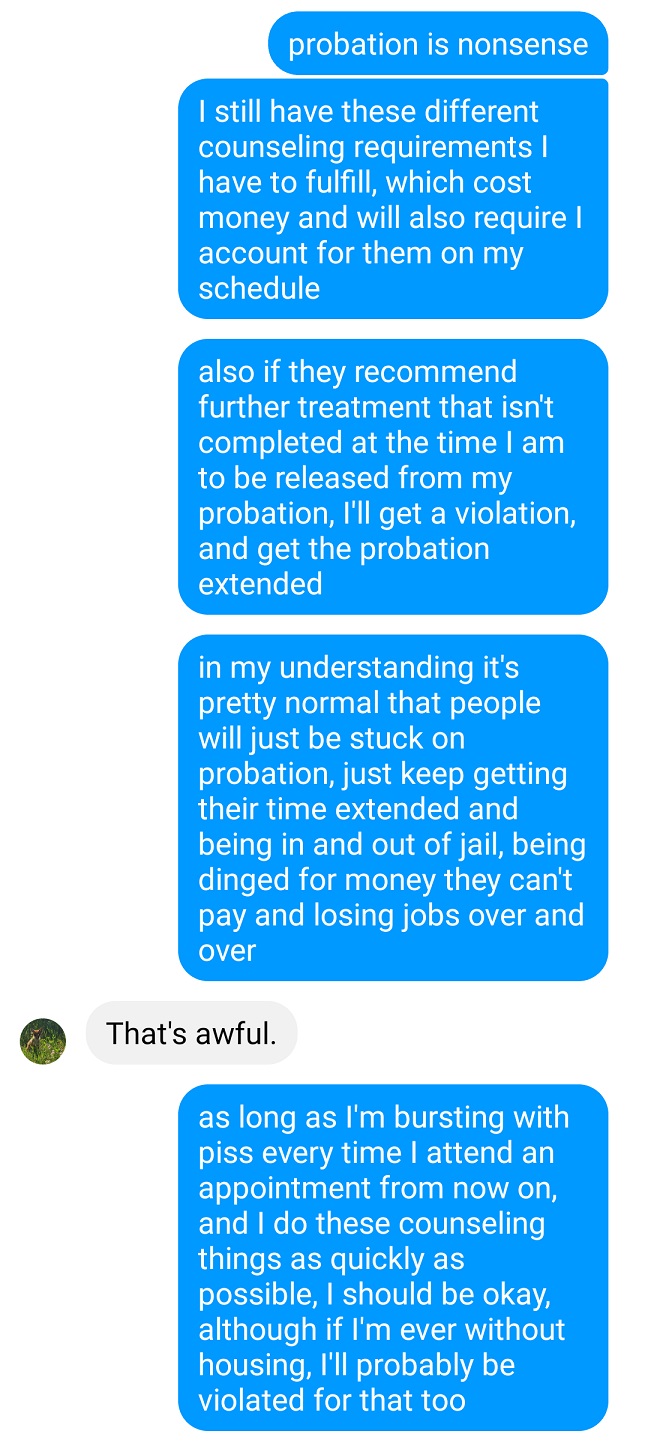 probation is nonsense
I still have these different
counseling requirements I
have to fulfill, which cost
money and will also require I
account for them on my
schedule
also if they recommend
further treatment that isn't
completed at the time I am
to be released from my
probation, I'll get a violation,
and get the probation
extended
in my understanding it's
pretty normal that people
will just be stuck on
probation, just keep getting
their time extended and
being in and out of jail, being
dinged for money they can't
pay and losing jobs over and
over
That's awful.
as long as I'm bursting with
piss every time I attend an
appointment from now on,
and I do these counseling
things as quickly as
possible, I should be okay,
although if I'm ever without
housing, I'll probably be
violated for that too